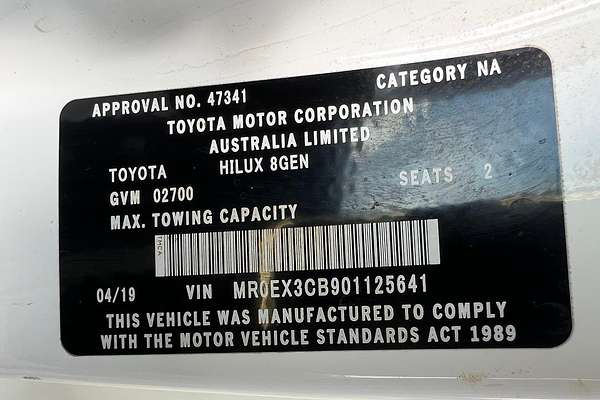 APPROVAL NO. 47341 CATEGORY NA
TOYOTA MOTOR CORPORATION
AUSTRALIA LIMITED
TOYOTA HILUX 8GEN
GVM 02700 SEATS 2
MAX. TOWING CAPACITY
TMCA
04/19 VIN MR0EX3CB901125641
THIS VEHICLE WAS MANUFACTURED TO COMPLY
WITH THE MOTOR VEHICLE STANDARDS ACT 1989